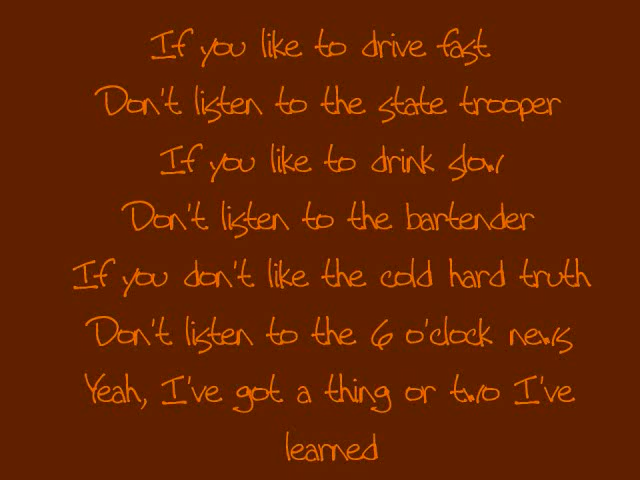 If you like to drive fast
Don't listen to the state trooper
If you like to drink slow
Don't listen to the bartender
If you don't like the cold hard truth
Don't listen to the 6 o'clock news
Yeah, I've got a thing or two I've
learned